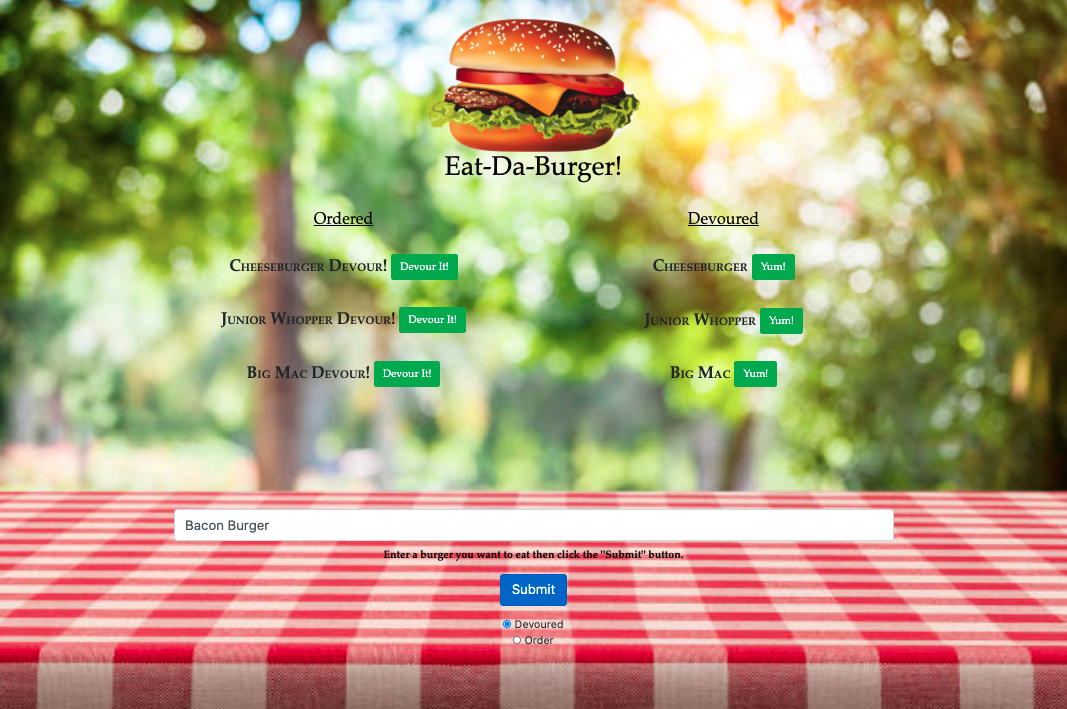 Eat-Da-Burger!
Ordered
Devoured
Cheeseburger Devour! Devour It!
Cheeseburger Yum!
Junior Whopper Devour! Devour It!
Junior Whopper Yum!
Big Mac Devour! Devour It!
Big Mac Yum!
Bacon Burger
Enter a burger you want to eat then click the "Submit" button.
Submit
Devoured
Order